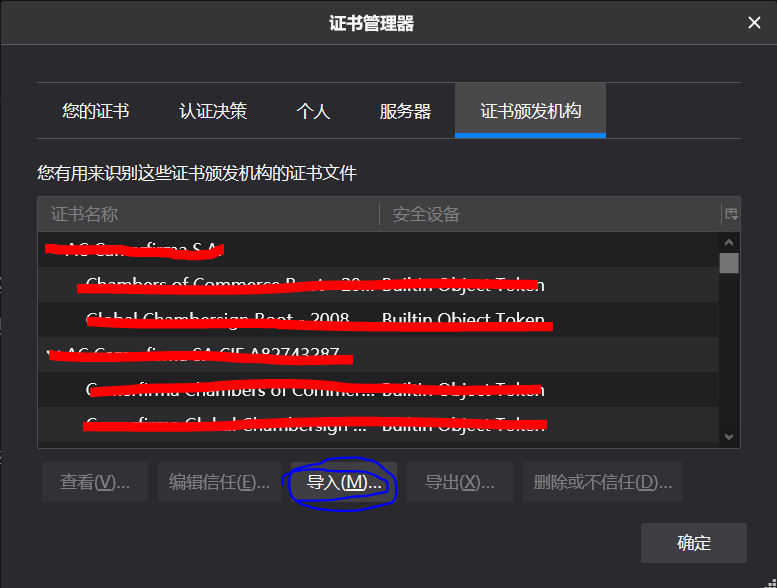 证书管理器
您的证书 认证决策 个人 服务器 证书颁发机构
您有用来识别这些证书颁发机构的证书文件
证书名称 安全设备
AC Camerfirma S.A.
Chambers of Commerce Root - 20... Builtin Object Token
Global Chambersign Root - 2008 Builtin Object Token
AC Camerfirma SA CIF A82743287
Camerfirma Chambers of Commer... Builtin Object Token
Camerfirma Global Chambersign ... Builtin Object Token
查看(V)... 编辑信任(E)... 导入(M)... 导出(X)... 删除或不信任(D)...
确定